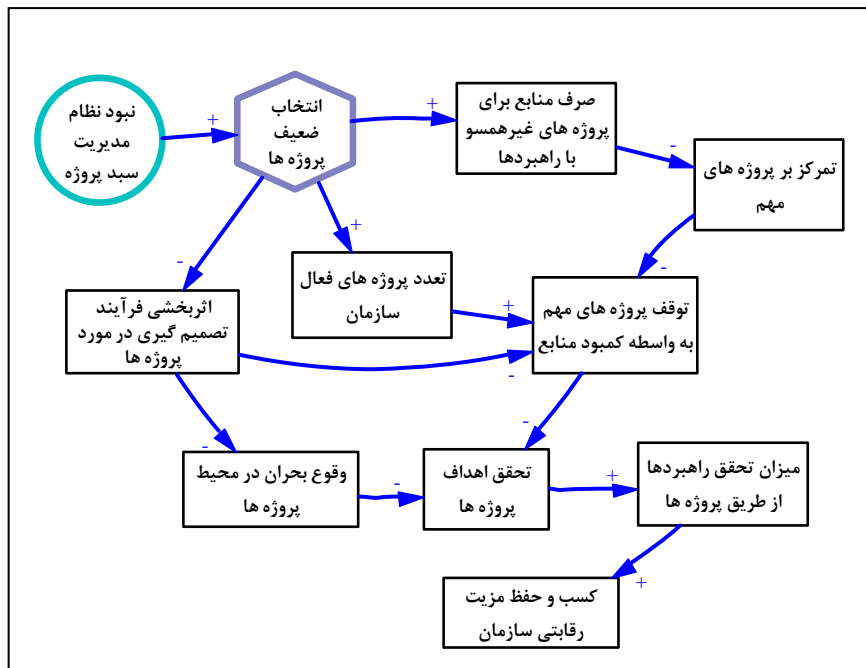 نبود نظام
مدیریت
سبد پروژه
+
انتخاب
ضعیف
پروژه ها
+
صرف منابع برای
پروژه های غیرهمسو
با راهبردها
-
تمرکز بر پروژه های
مهم
-
+
-
تعدد پروژه های فعال
سازمان
+
توقف پروژه های مهم
به واسطه کمبود منابع
اثربخشی فرآیند
تصمیم گیری در مورد
پروژه ها
-
-
-
وقوع بحران در محیط
پروژه ها
-
تحقق اهداف
پروژه ها
+
میزان تحقق راهبردها
از طریق پروژه ها
+
کسب و حفظ مزیت
رقابتی سازمان